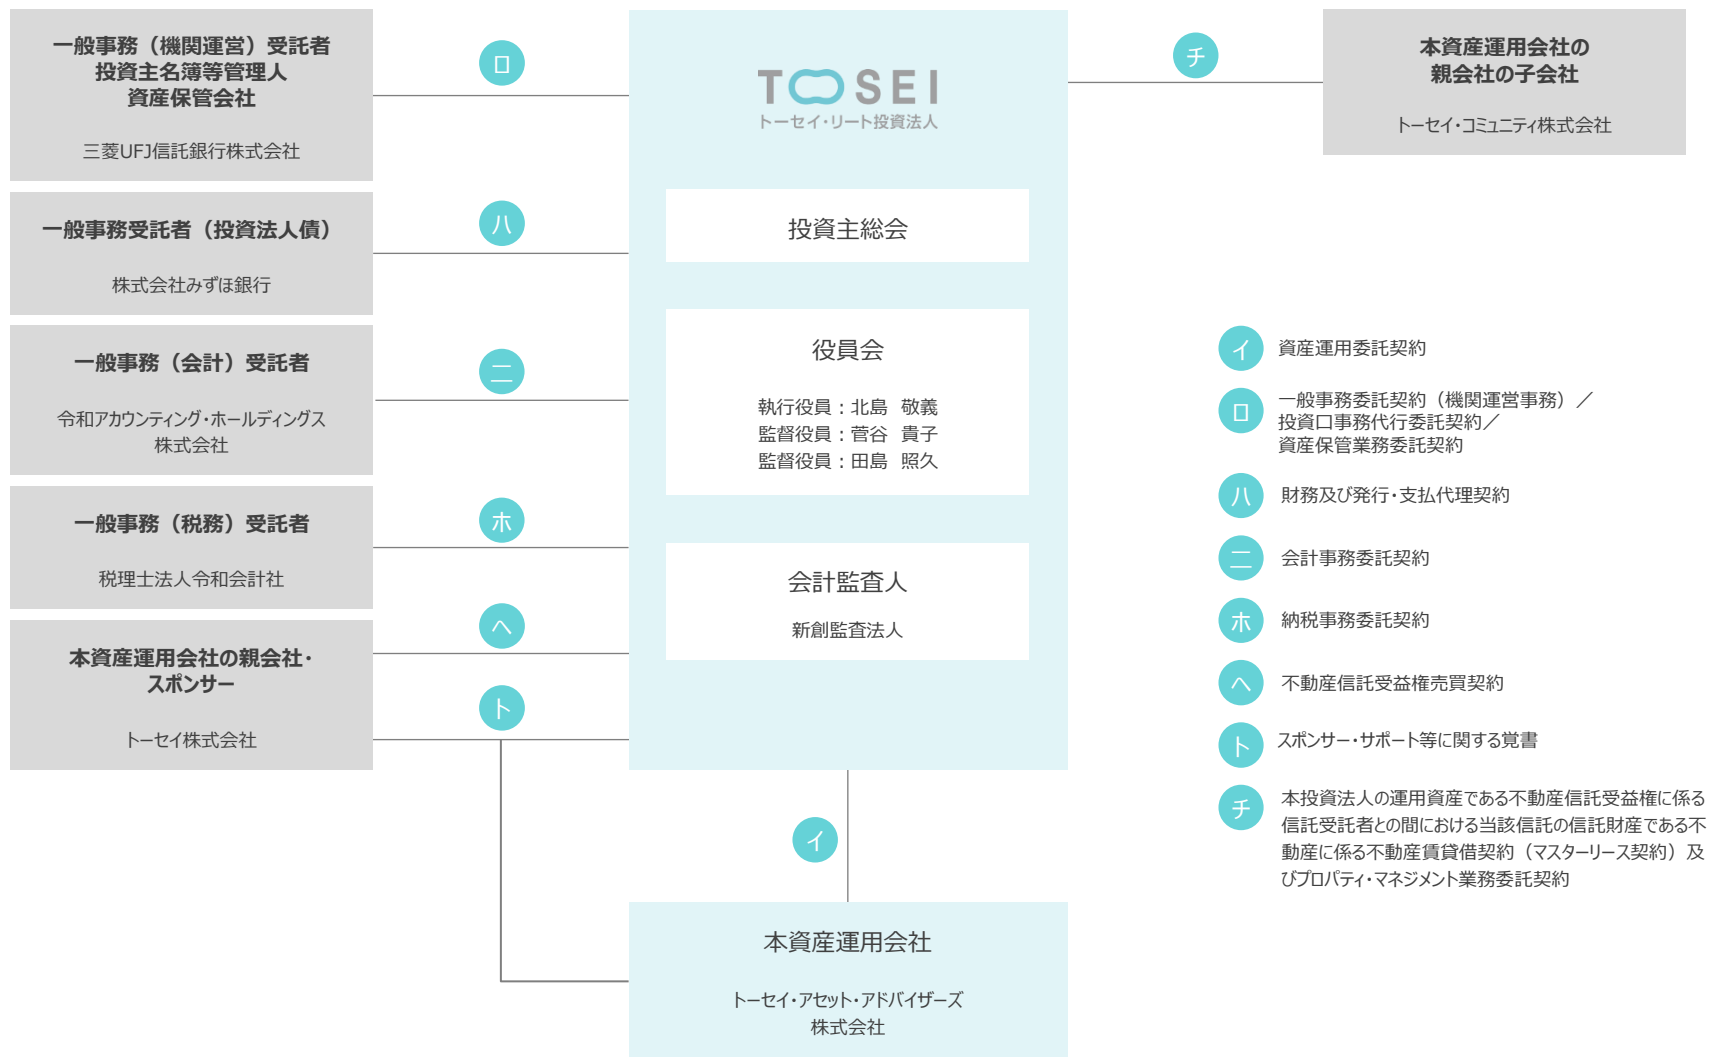 一般事務（機関運営）受託者
投資主名簿等管理人
資産保管会社
三菱UFJ信託銀行株式会社
ロ
一般事務受託者（投資法人債）
株式会社みずほ銀行
ハ
一般事務（会計）受託者
令和アカウンティング・ホールディングス
株式会社
ニ
一般事務（税務）受託者
税理士法人令和会計社
ホ
本資産運用会社の親会社・
スポンサー
トーセイ株式会社
ヘ
ト
TOSEI
トーセイ・リート投資法人
投資主総会
役員会
執行役員：北島　敬義
監督役員：菅谷　貴子
監督役員：田島　照久
会計監査人
新創監査法人
イ
本資産運用会社
トーセイ・アセット・アドバイザーズ
株式会社
チ
本資産運用会社の
親会社の子会社
トーセイ・コミュニティ株式会社
イ 資産運用委託契約
ロ 一般事務委託契約（機関運営事務）／
投資口事務代行委託契約／
資産保管業務委託契約
ハ 財務及び発行・支払代理契約
ニ 会計事務委託契約
ホ 納税事務委託契約
ヘ 不動産信託受益権売買契約
ト スポンサー・サポート等に関する覚書
チ 本投資法人の運用資産である不動産信託受益権に係る
信託受託者との間における当該信託の信託財産である不
動産に係る不動産賃貸借契約（マスターリース契約）及
びプロパティ・マネジメント業務委託契約